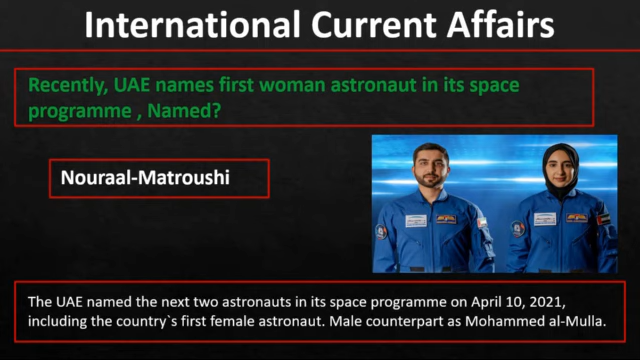 International Current Affairs
Recently, UAE names first woman astronaut in its space
programme , Named?
Nouraal-Matroushi
The UAE named the next two astronauts in its space programme on April 10, 2021,
including the country`s first female astronaut. Male counterpart as Mohammed al-Mulla.